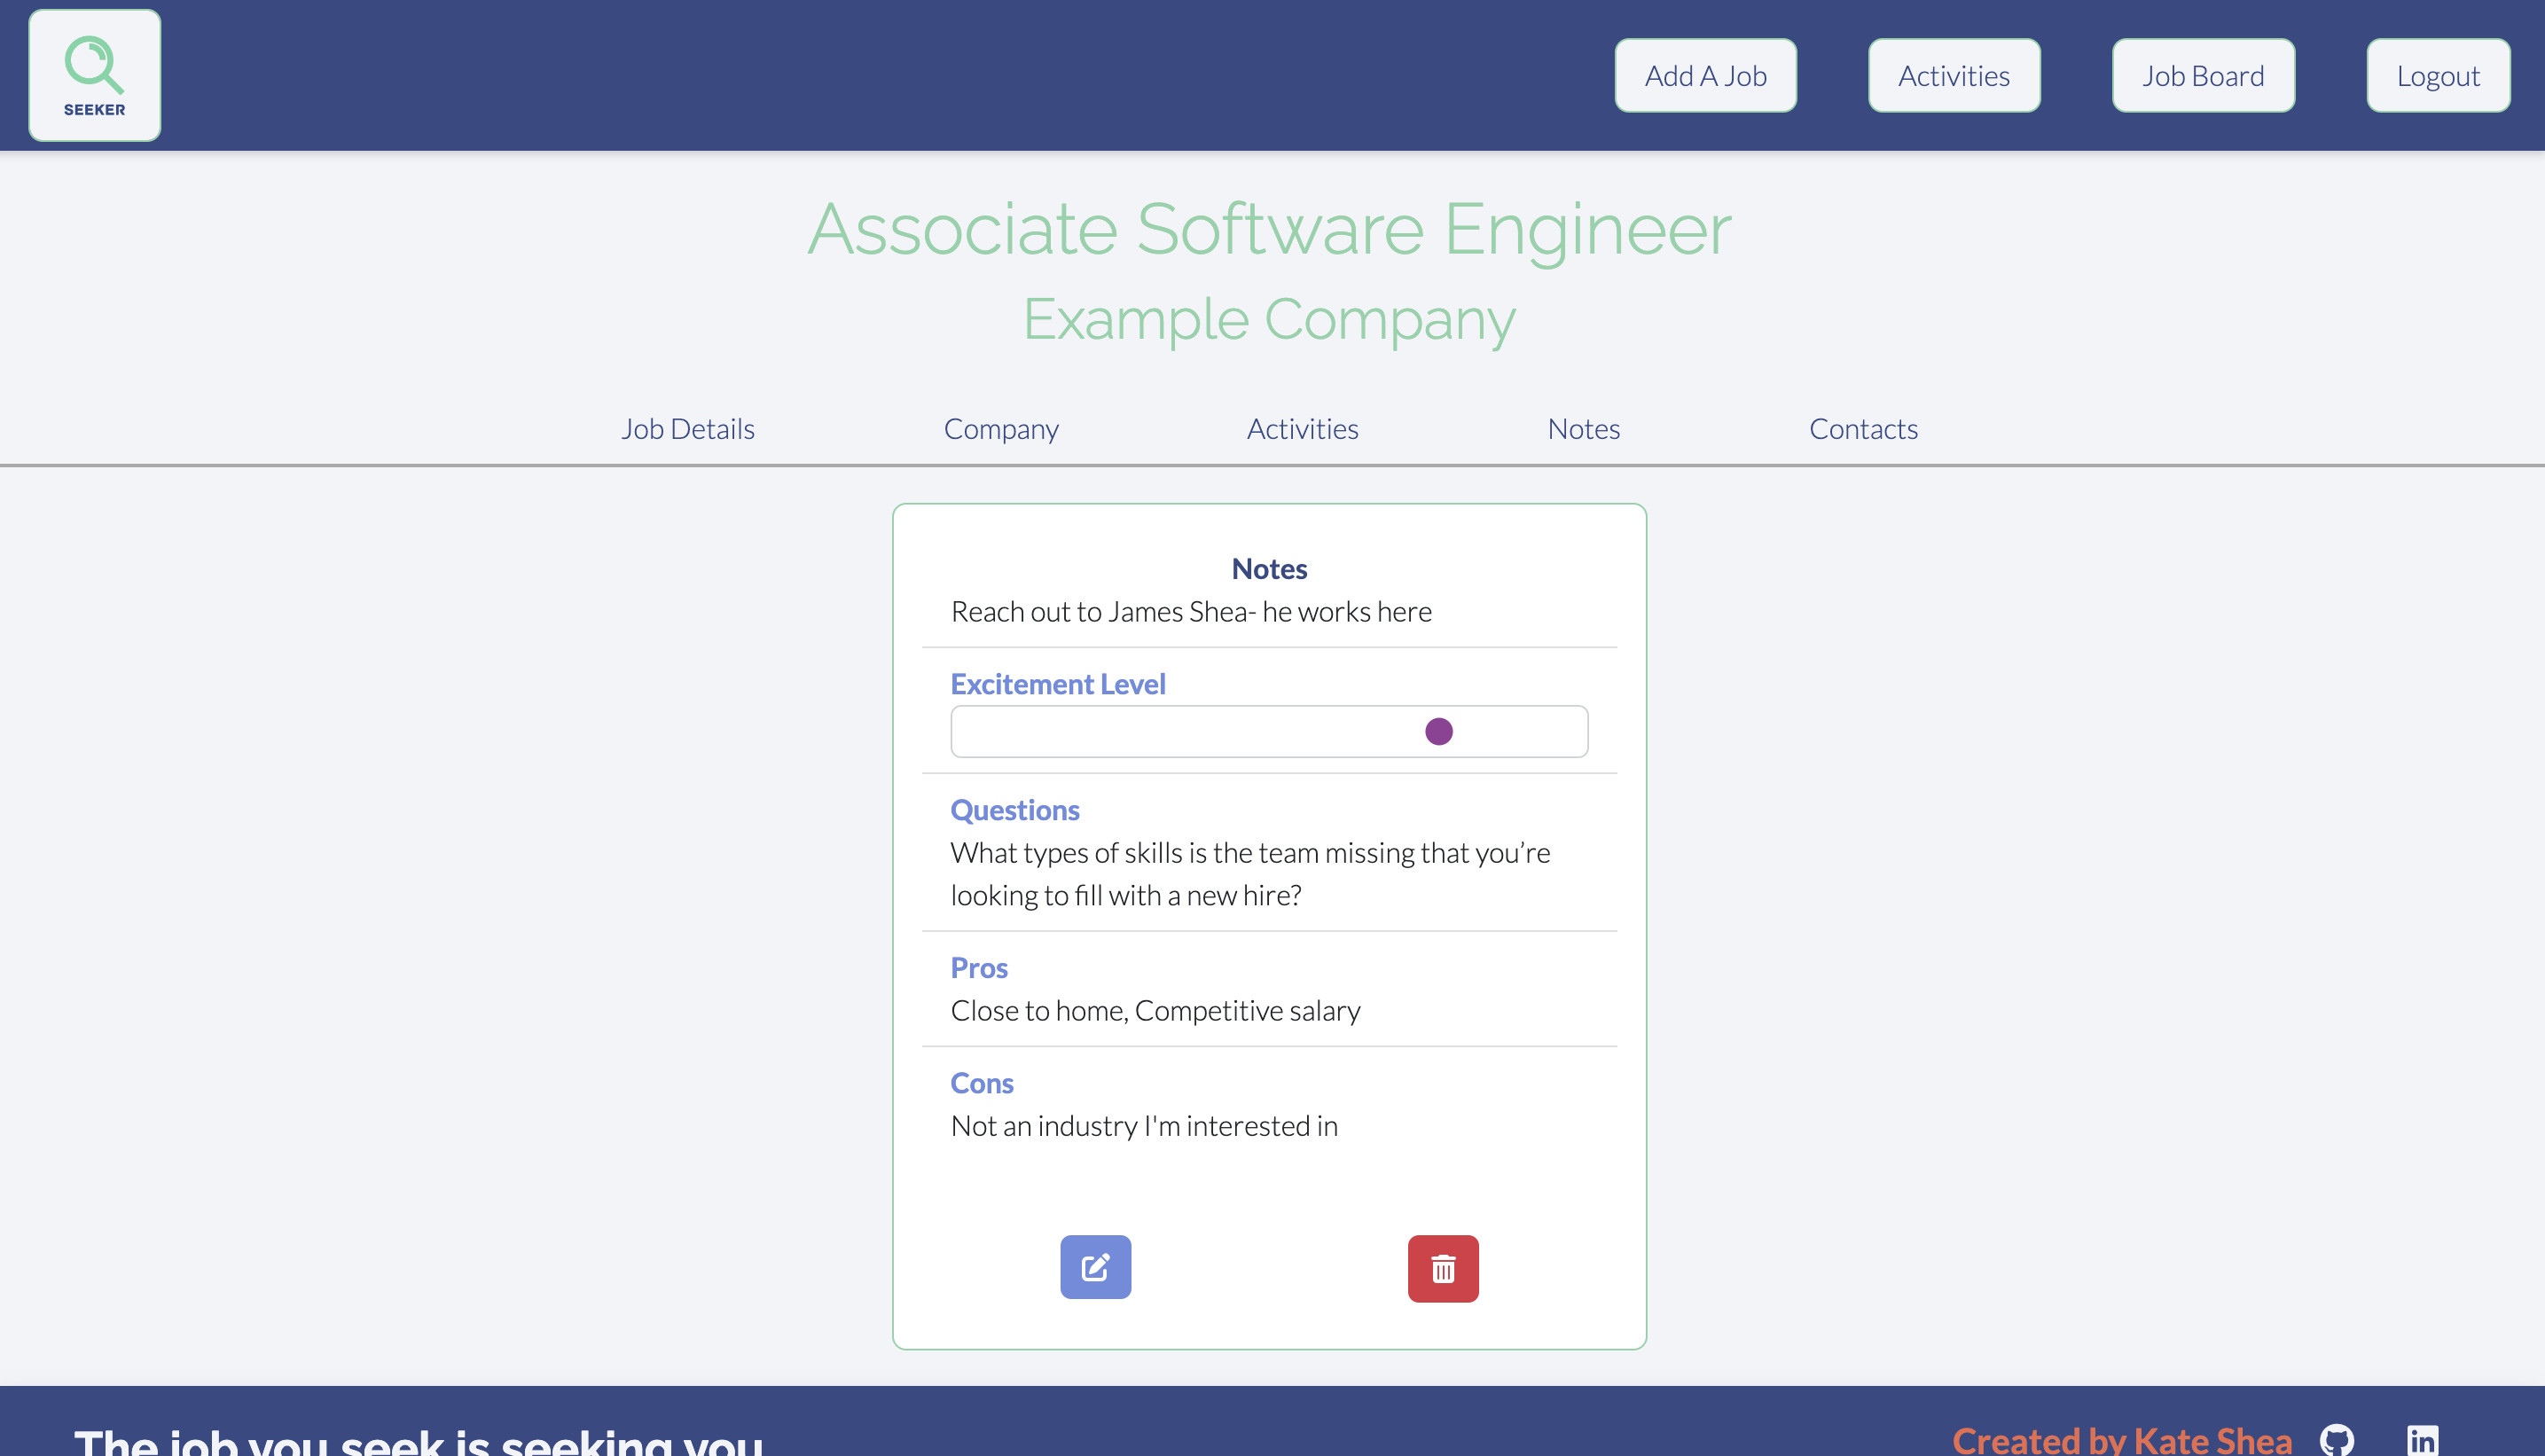 SEEKER
Add A Job
Activities
Job Board
Logout
Associate Software Engineer
Example Company
Job Details
Company
Activities
Notes
Contacts
Notes
Reach out to James Shea- he works here
Excitement Level
Questions
What types of skills is the team missing that you’re
looking to fill with a new hire?
Pros
Close to home, Competitive salary
Cons
Not an industry I'm interested in
The job you seek is seeking you
Created by Kate Shea
in